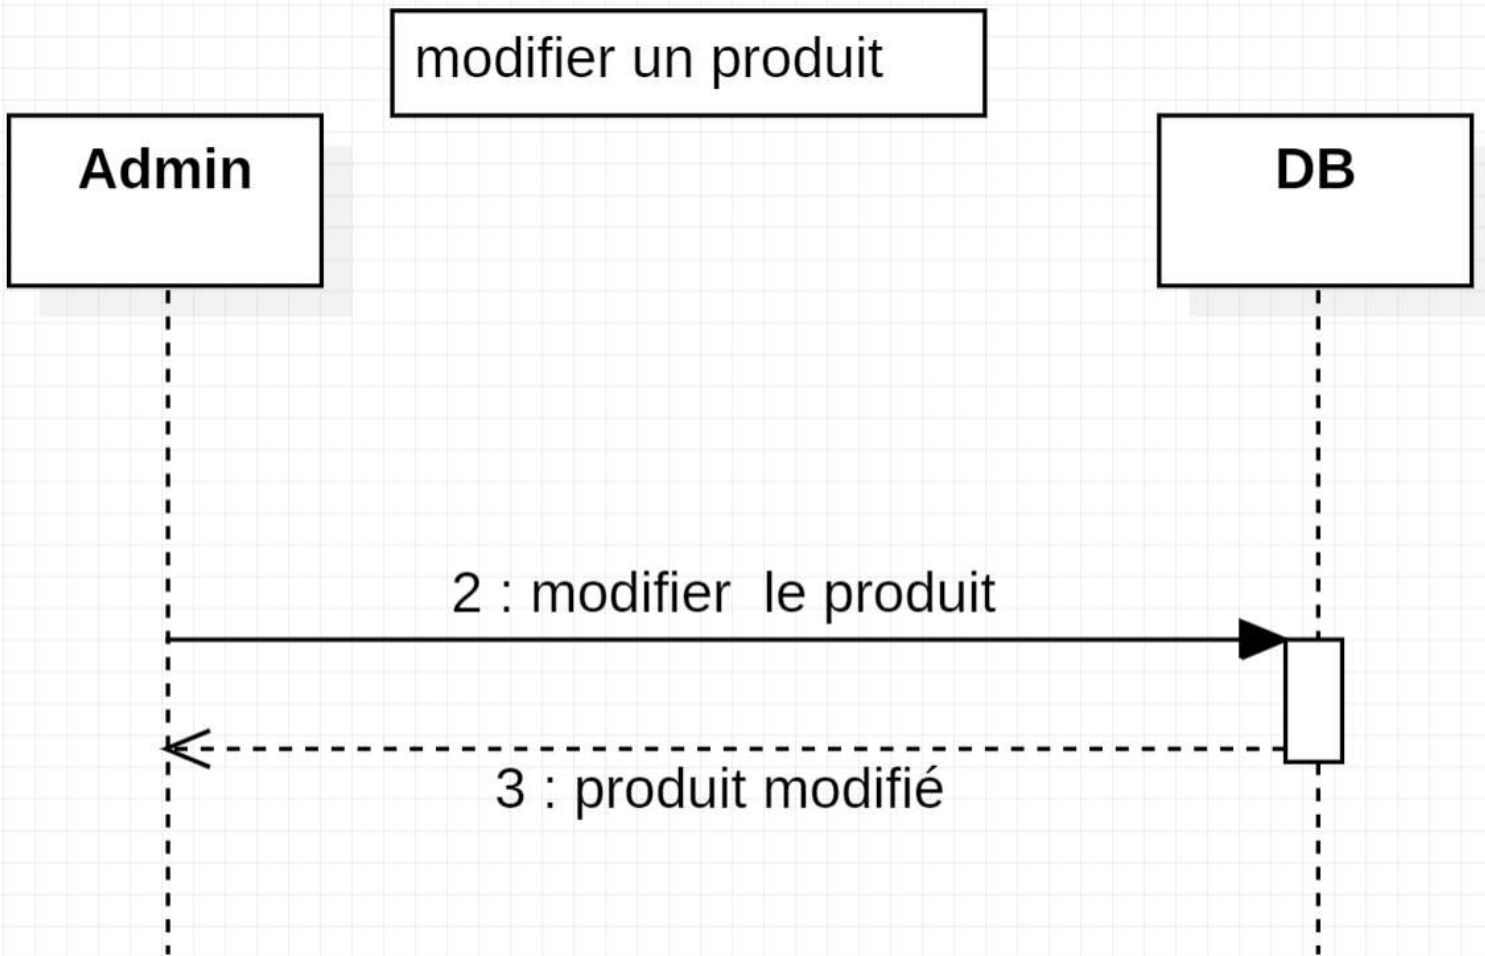 modifier un produit
Admin
DB
2 : modifier  le produit
3 : produit modifié